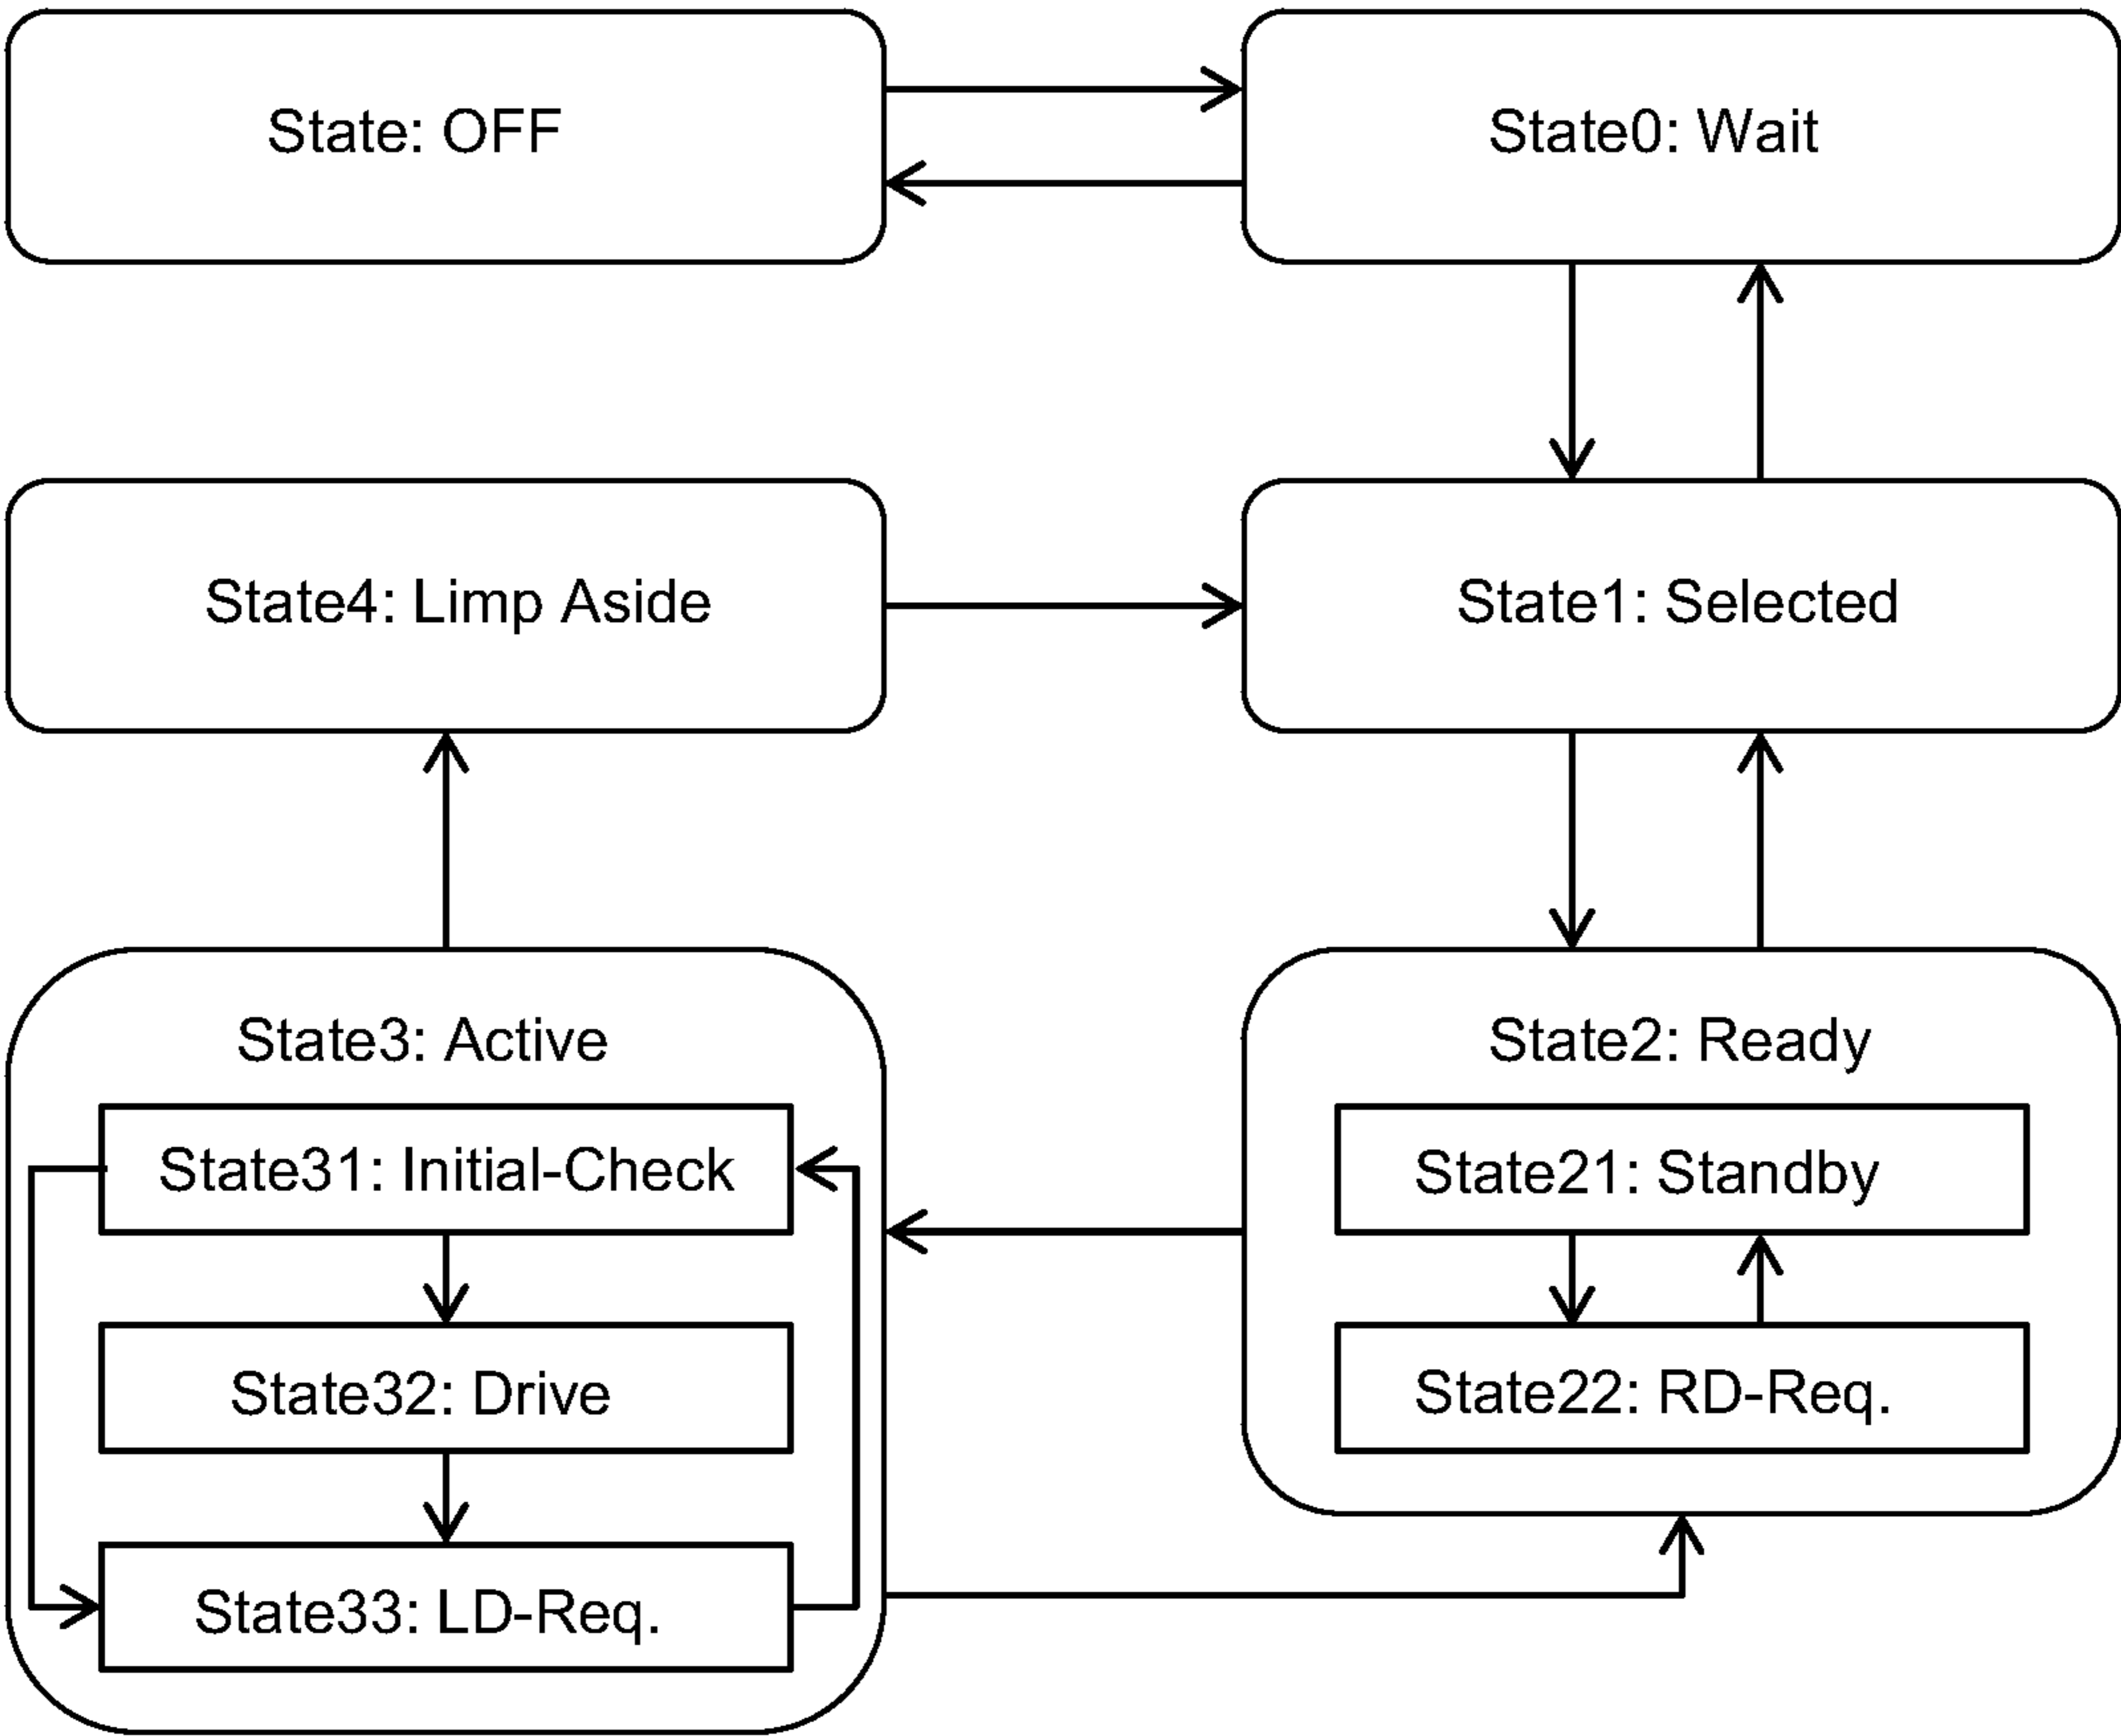 State: OFF
State0: Wait
State4: Limp Aside
State1: Selected
State3: Active
State31: Initial-Check
State32: Drive
State33: LD-Req.
State2: Ready
State21: Standby
State22: RD-Req.